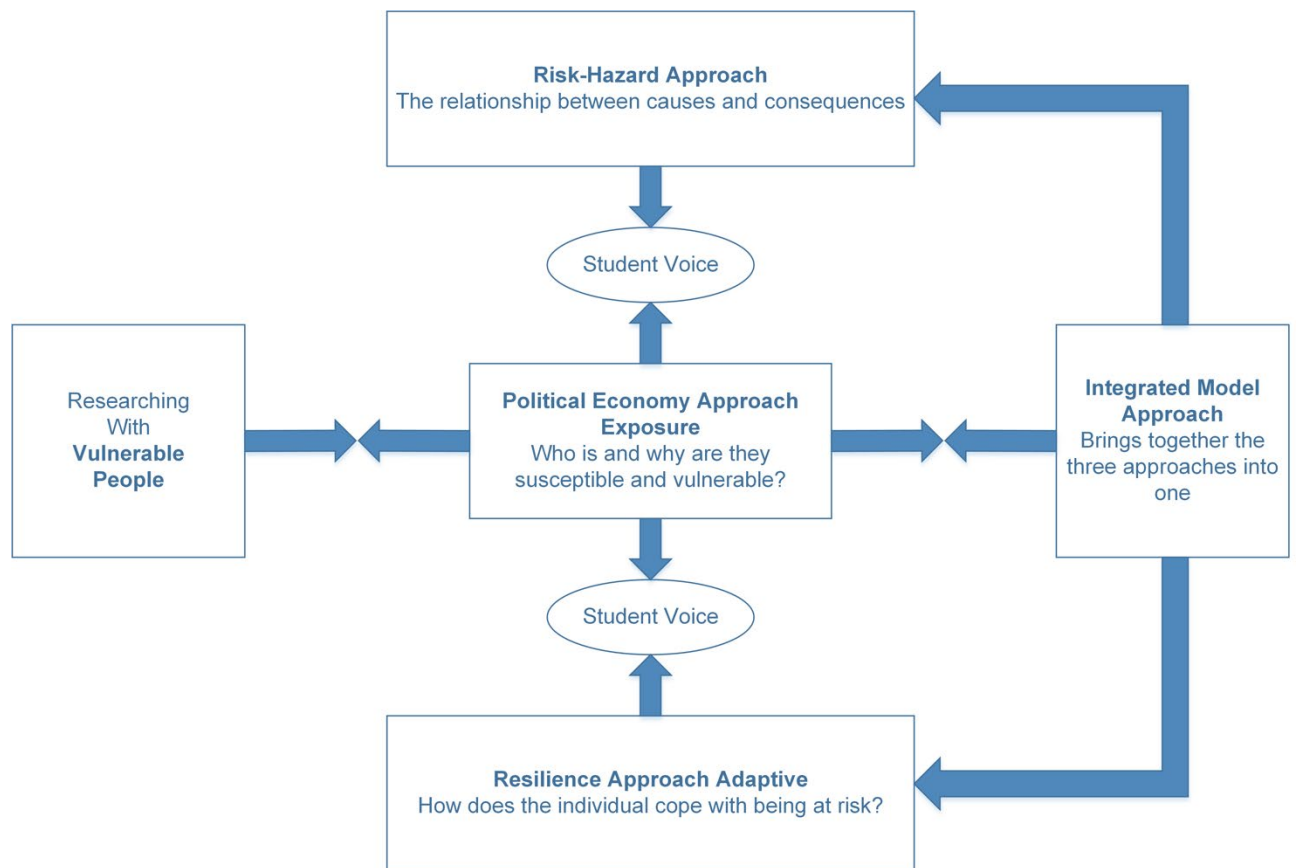 Risk-Hazard Approach
The relationship between causes and consequences
Student Voice
Researching
With
Vulnerable
People
Political Economy Approach
Exposure
Who is and why are they
susceptible and vulnerable?
Integrated Model
Approach
Brings together the
three approaches into
one
Student Voice
Resilience Approach Adaptive
How does the individual cope with being at risk?